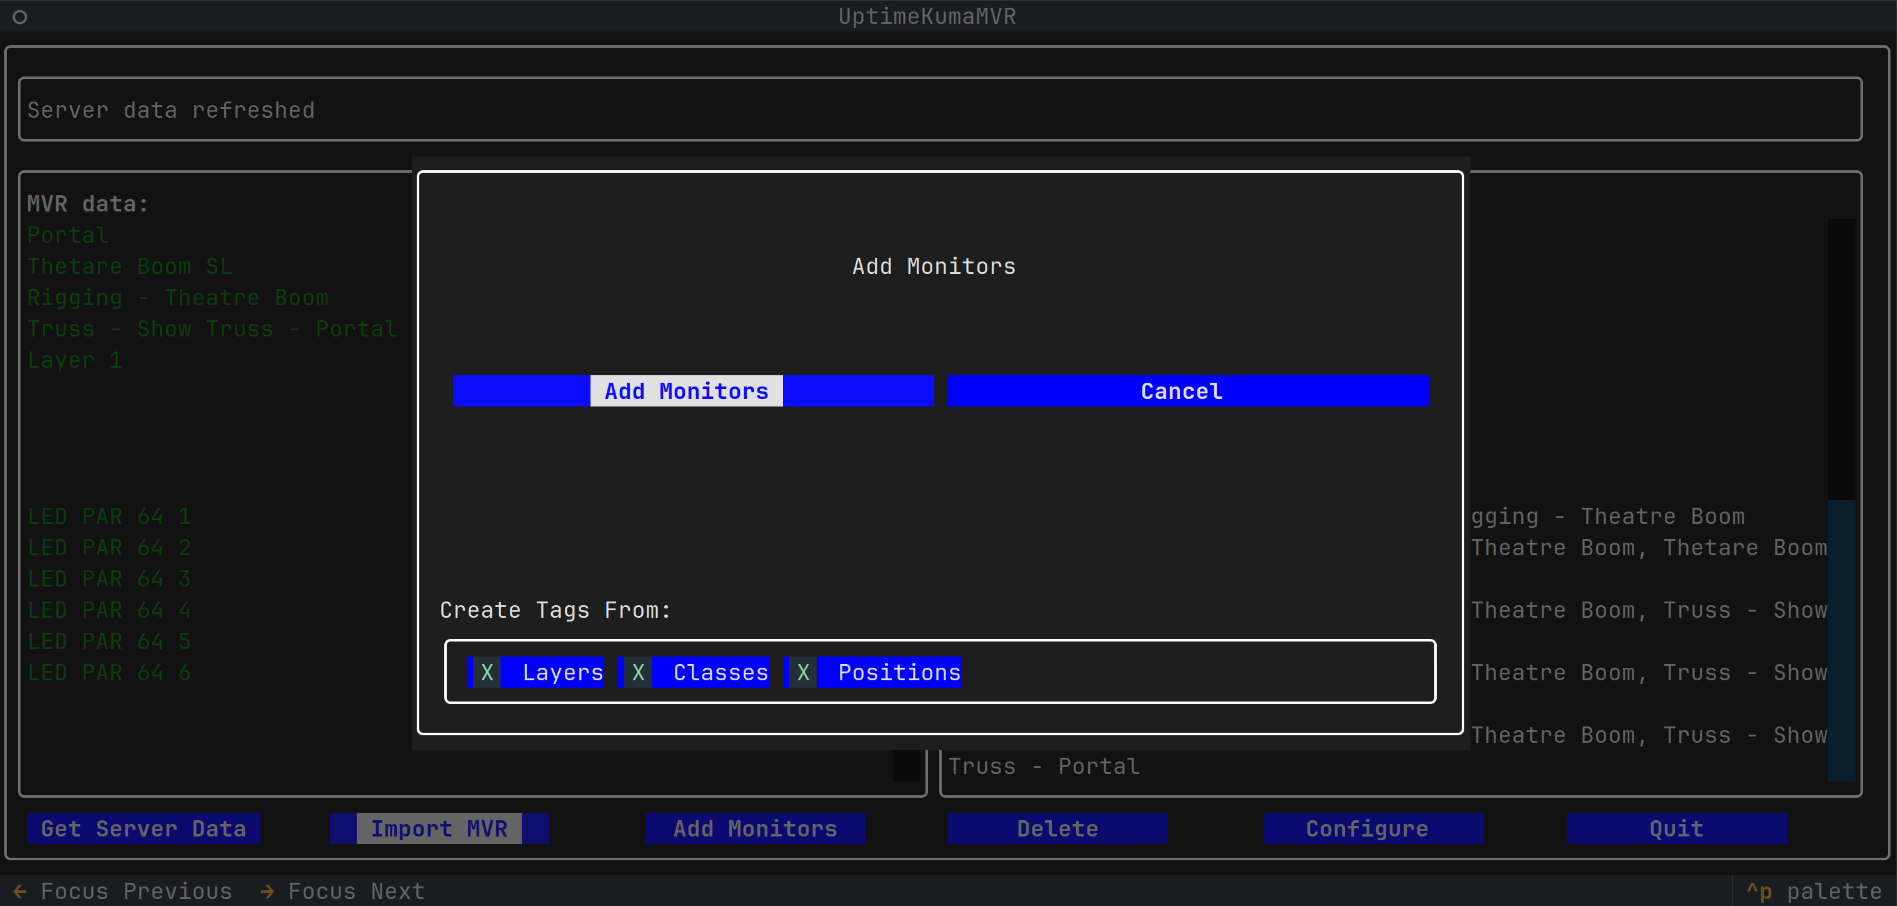 UptimeKumaMVR
Server data refreshed
MVR data:
Portal
Thetare Boom SL
Rigging - Theatre Boom
Truss - Show Truss - Portal
Layer 1
LED PAR 64 1
LED PAR 64 2
LED PAR 64 3
LED PAR 64 4
LED PAR 64 5
LED PAR 64 6
Add Monitors
Add Monitors Cancel
Create Tags From:
X Layers X Classes X Positions
gging - Theatre Boom
Theatre Boom, Thetare Boom
Theatre Boom, Truss - Show
Theatre Boom, Truss - Show
Theatre Boom, Truss - Show
Truss - Portal
Get Server Data Import MVR Add Monitors Delete Configure Quit
← Focus Previous → Focus Next ^p palette